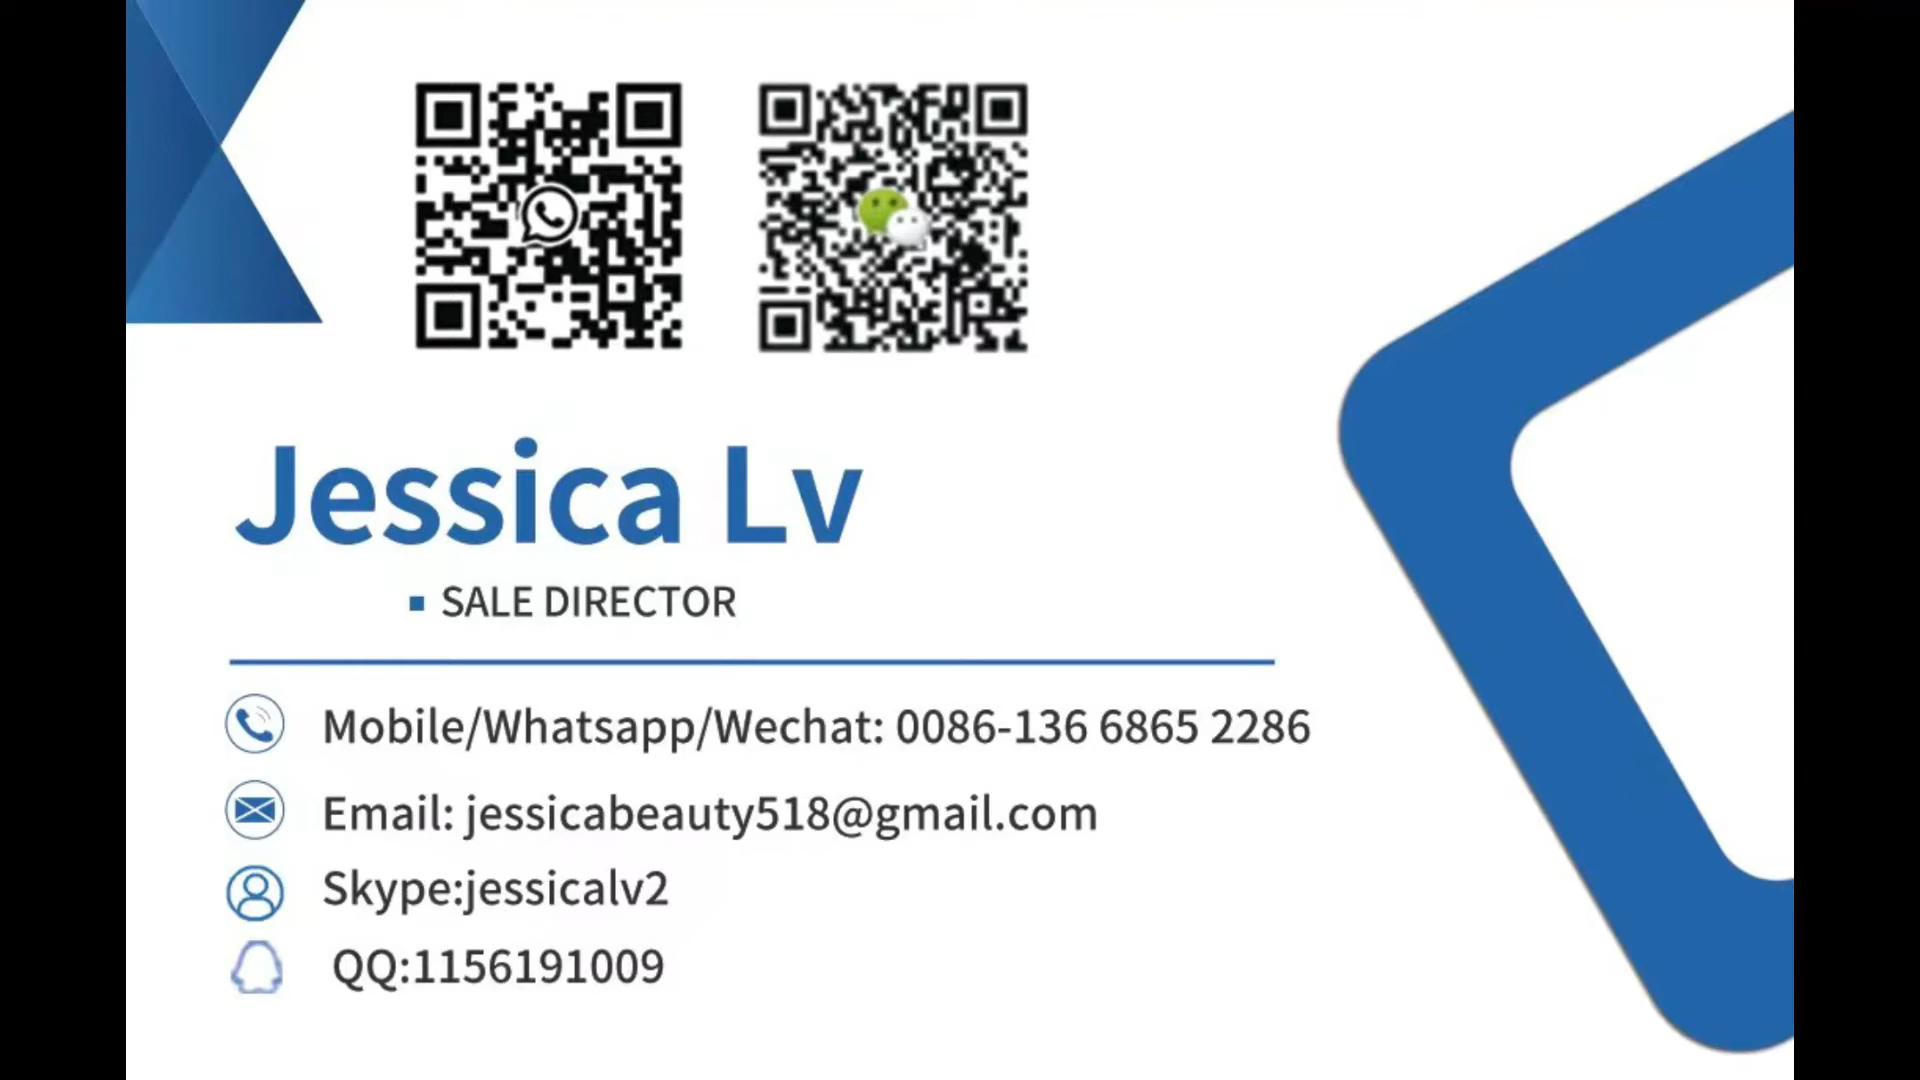 Jessica Lv
SALE DIRECTOR
Mobile/Whatsapp/Wechat: 0086-136 6865 2286
Email: jessicabeauty518@gmail.com
Skype:jessicalv2
QQ:1156191009